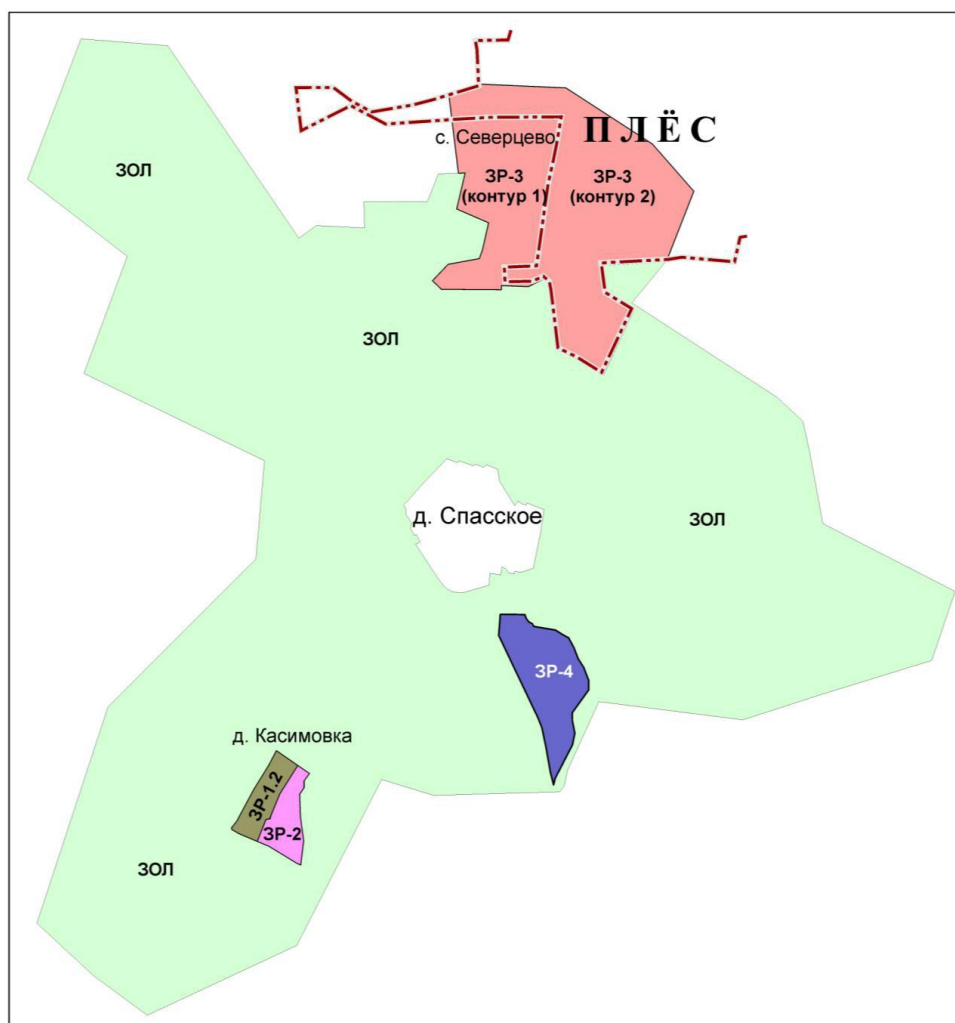 ПЛЁС
с. Северцево
ЗОЛ
ЗР-3
(контур 1)
ЗР-3
(контур 2)
ЗОЛ
д. Спасское
ЗОЛ
ЗР-4
д. Касимовка
ЗР-1.2
ЗР-2
ЗОЛ